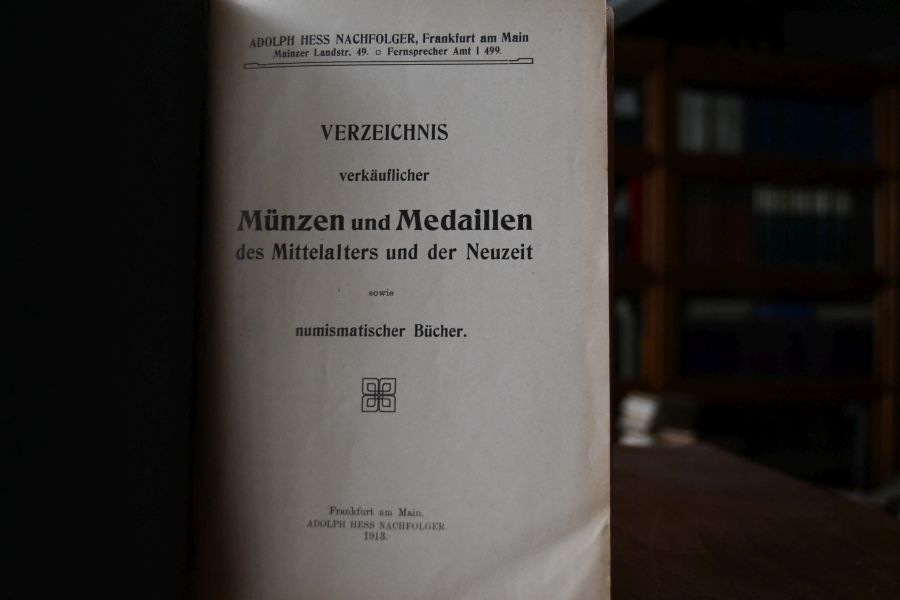 ADOLPH HESS NACHFOLGER, Frankfurt am Main
Mainzer Landstr. 49. □ Fernsprecher Amt I 499.
VERZEICHNIS
verkäuflicher
Münzen und Medaillen
des Mittelalters und der Neuzeit
sowie
numismatischer Bücher.
Frankfurt am Main.
ADOLPH HESS NACHFOLGER.
1913.